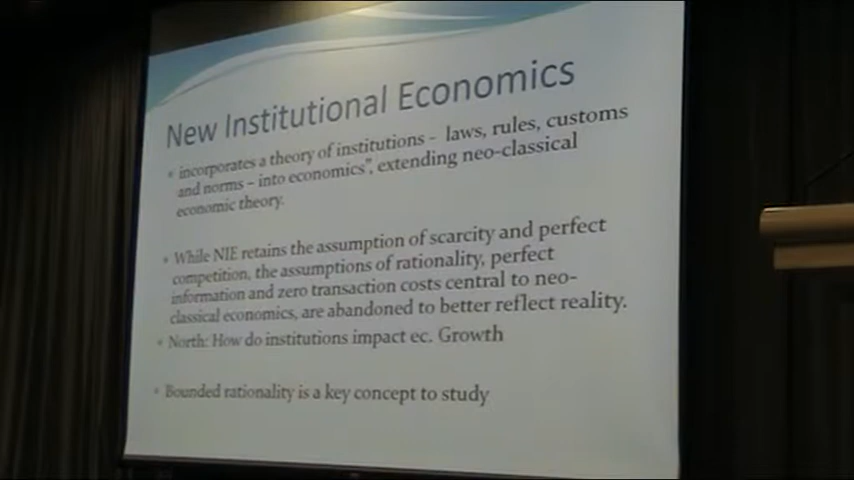 New Institutional Economics
incorporates a theory of institutions - laws, rules, customs
and norms – into economics”, extending neo-classical
economic theory.
While NIE retains the assumption of scarcity and perfect
competition, the assumptions of rationality, perfect
information and zero transaction costs central to neo-
classical economics, are abandoned to better reflect reality.
North: How do institutions impact ec. Growth
Bounded rationality is a key concept to study